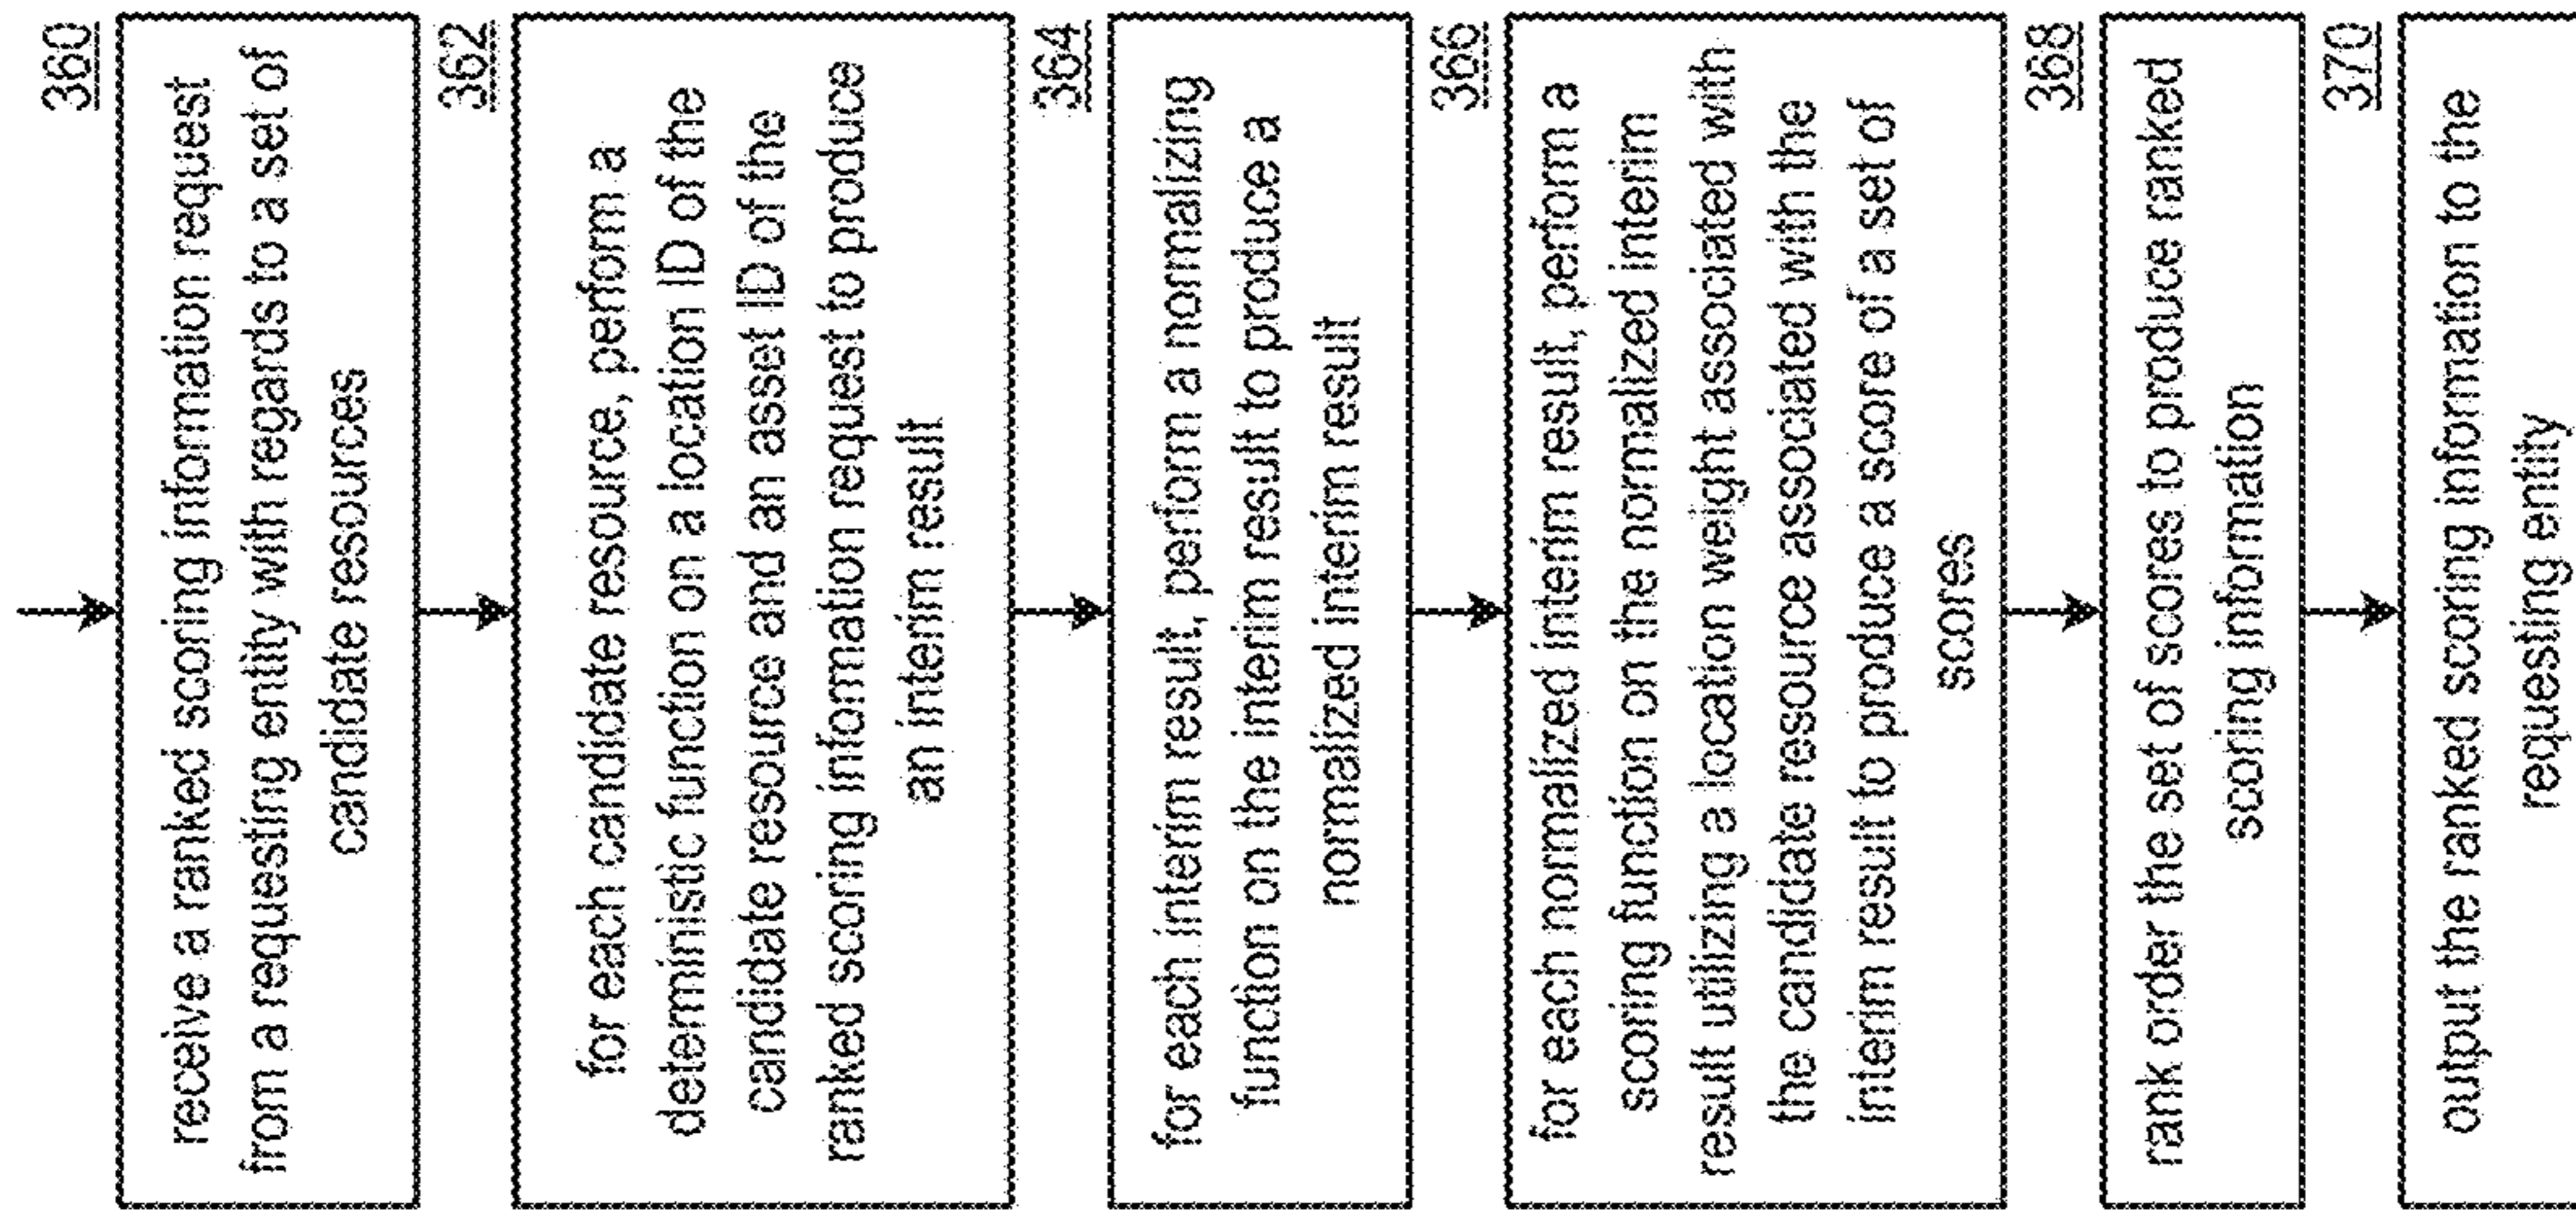 360
receive a ranked scoring information request
from a requesting entity with regards to a set of
candidate resources
362
for each candidate resource, perform a
deterministic function on a location ID of the
candidate resource and an asset ID of the
ranked scoring information request to produce
an interim result
364
for each interim result, perform a normalizing
function on the interim result to produce a
normalized interim result
366
for each normalized interim result, perform a
scoring function on the normalized interim
result utilizing a location weight associated with
the candidate resource associated with the
interim result to produce a score of a set of
scores
368
rank order the set of scores to produce ranked
scoring information
370
output the ranked scoring information to the
requesting entity